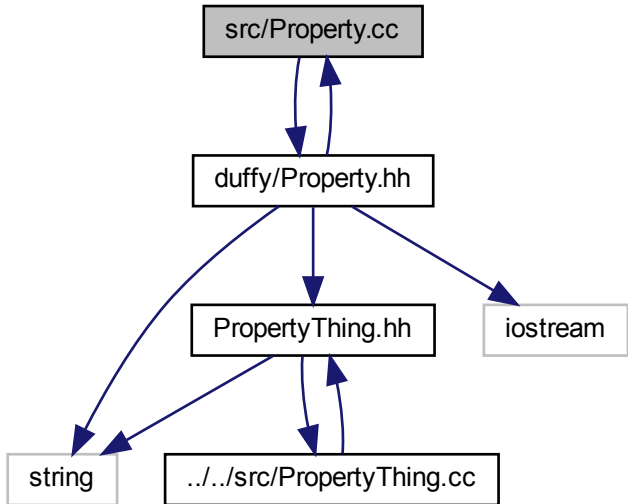 src/Property.cc
duffy/Property.hh
PropertyThing.hh
iostream
string
../../src/PropertyThing.cc